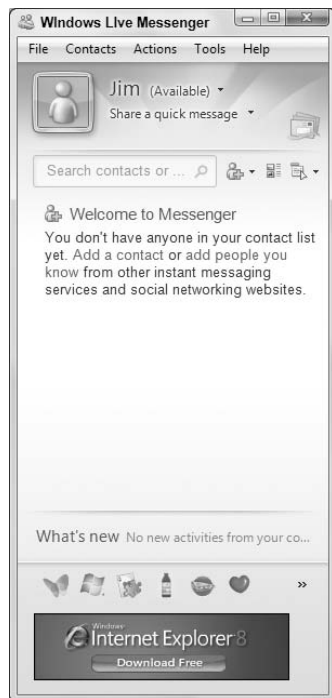 Windows Live Messenger
File Contacts Actions Tools Help
Jim (Available)
Share a quick message
Search contacts or ...
Welcome to Messenger
You don't have anyone in your contact list
yet. Add a contact or add people you
know from other instant messaging
services and social networking websites.
What's new No new activities from your co...
»
Windows®
Internet Explorer 8
Download Free